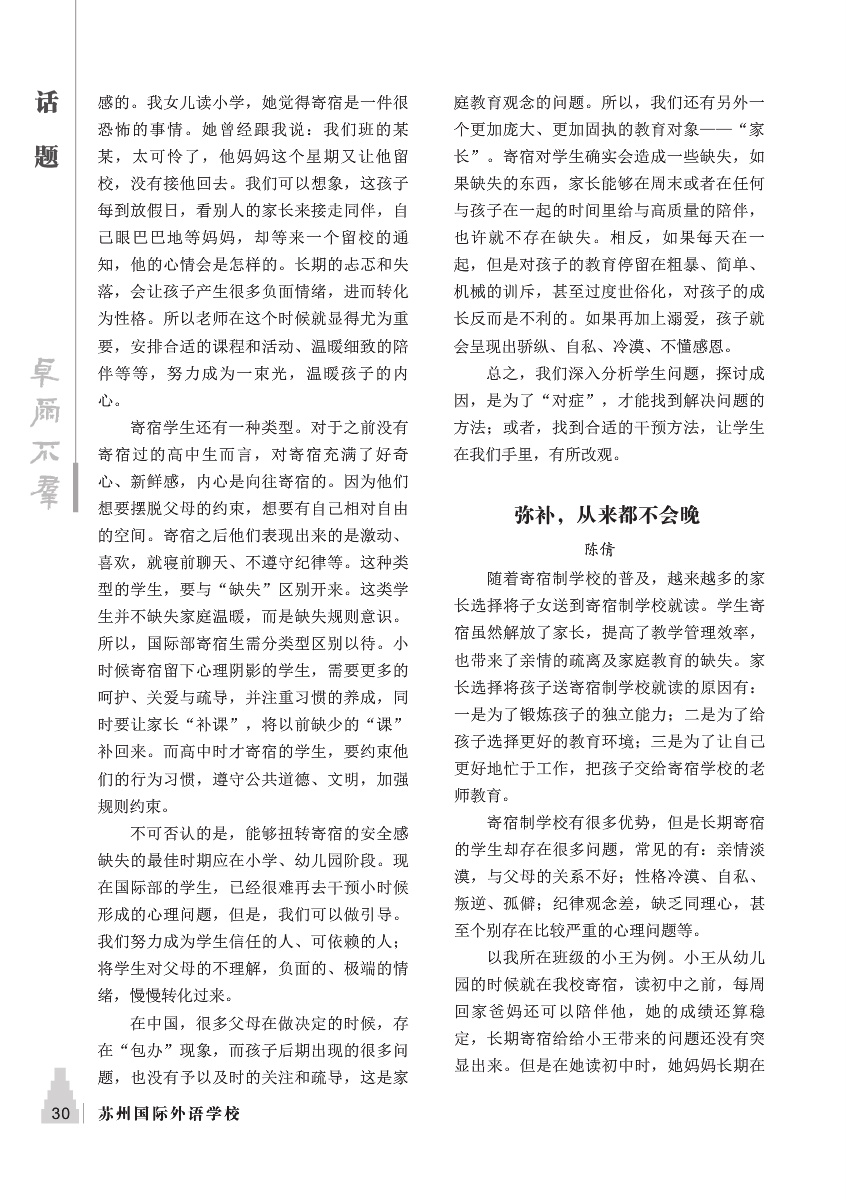 话
题
卓尔不群
感的。我女儿读小学，她觉得寄宿是一件很
恐怖的事情。她曾经跟我说：我们班的某
某，太可怜了，他妈妈这个星期又让他留
校，没有接他回去。我们可以想象，这孩子
每到放假日，看别人的家长来接走同伴，自
己眼巴巴地等妈妈，却等来一个留校的通
知，他的心情会是怎样的。长期的忐忑和失
落，会让孩子产生很多负面情绪，进而转化
为性格。所以老师在这个时候就显得尤为重
要，安排合适的课程和活动、温暖细致的陪
伴等等，努力成为一束光，温暖孩子的内
心。
寄宿学生还有一种类型。对于之前没有
寄宿过的高中生而言，对寄宿充满了好奇
心、新鲜感，内心是向往寄宿的。因为他们
想要摆脱父母的约束，想要有自己相对自由
的空间。寄宿之后他们表现出来的是激动、
喜欢，就寝前聊天、不遵守纪律等。这种类
型的学生，要与“缺失”区别开来。这类学
生并不缺失家庭温暖，而是缺失规则意识。
所以，国际部寄宿生需分类型区别以待。小
时候寄宿留下心理阴影的学生，需要更多的
呵护、关爱与疏导，并注重习惯的养成，同
时要让家长“补课”，将以前缺少的“课”
补回来。而高中时才寄宿的学生，要约束他
们的行为习惯，遵守公共道德、文明，加强
规则约束。
不可否认的是，能够扭转寄宿的安全感
缺失的最佳时期应在小学、幼儿园阶段。现
在国际部的学生，已经很难再去干预小时候
形成的心理问题，但是，我们可以做引导。
我们努力成为学生信任的人、可依赖的人；
将学生对父母的不理解，负面的、极端的情
绪，慢慢转化过来。
在中国，很多父母在做决定的时候，存
在“包办”现象，而孩子后期出现的很多问
题，也没有予以及时的关注和疏导，这是家
庭教育观念的问题。所以，我们还有另外一
个更加庞大、更加固执的教育对象——“家
长”。寄宿对学生确实会造成一些缺失，如
果缺失的东西，家长能够在周末或者在任何
与孩子在一起的时间里给与高质量的陪伴，
也许就不存在缺失。相反，如果每天在一
起，但是对孩子的教育停留在粗暴、简单、
机械的训斥，甚至过度世俗化，对孩子的成
长反而是不利的。如果再加上溺爱，孩子就
会呈现出骄纵、自私、冷漠、不懂感恩。
总之，我们深入分析学生问题，探讨成
因，是为了“对症”，才能找到解决问题的
方法；或者，找到合适的干预方法，让学生
在我们手里，有所改观。
弥补，从来都不会晚
陈倩
随着寄宿制学校的普及，越来越多的家
长选择将子女送到寄宿制学校就读。学生寄
宿虽然解放了家长，提高了教学管理效率，
也带来了亲情的疏离及家庭教育的缺失。家
长选择将孩子送寄宿制学校就读的原因有：
一是为了锻炼孩子的独立能力；二是为了给
孩子选择更好的教育环境；三是为了让自己
更好地忙于工作，把孩子交给寄宿学校的老
师教育。
寄宿制学校有很多优势，但是长期寄宿
的学生却存在很多问题，常见的有：亲情淡
漠，与父母的关系不好；性格冷漠、自私、
叛逆、孤僻；纪律观念差，缺乏同理心，甚
至个别存在比较严重的心理问题等。
以我所在班级的小王为例。小王从幼儿
园的时候就在我校寄宿，读初中之前，每周
回家爸妈还可以陪伴他，她的成绩还算稳
定，长期寄宿给给小王带来的问题还没有突
显出来。但是在她读初中时，她妈妈长期在
30 苏州国际外语学校